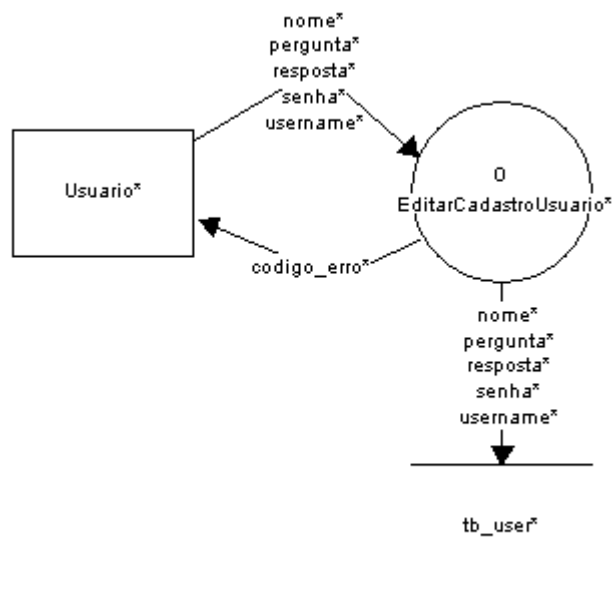 nome*
pergunta*
resposta*
senha*
username*
Usuario*
0
EditarCadastroUsuario*
codigo_erro*
nome*
pergunta*
resposta*
senha*
username*
tb_user*